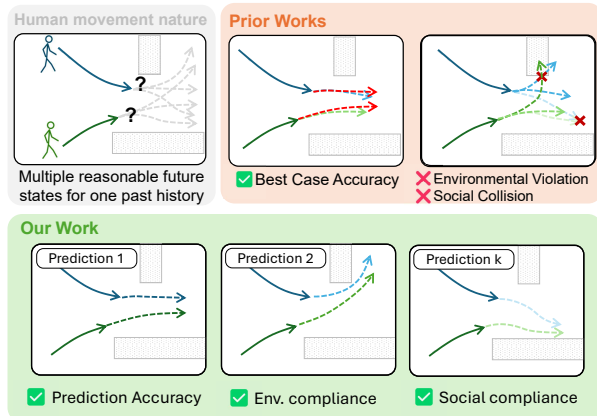 Human movement nature
?
?
Multiple reasonable future
states for one past history
Prior Works
Best Case Accuracy
Environmental Violation
Social Collision
Our Work
Prediction 1
Prediction 2
Prediction k
Prediction Accuracy
Env. compliance
Social compliance